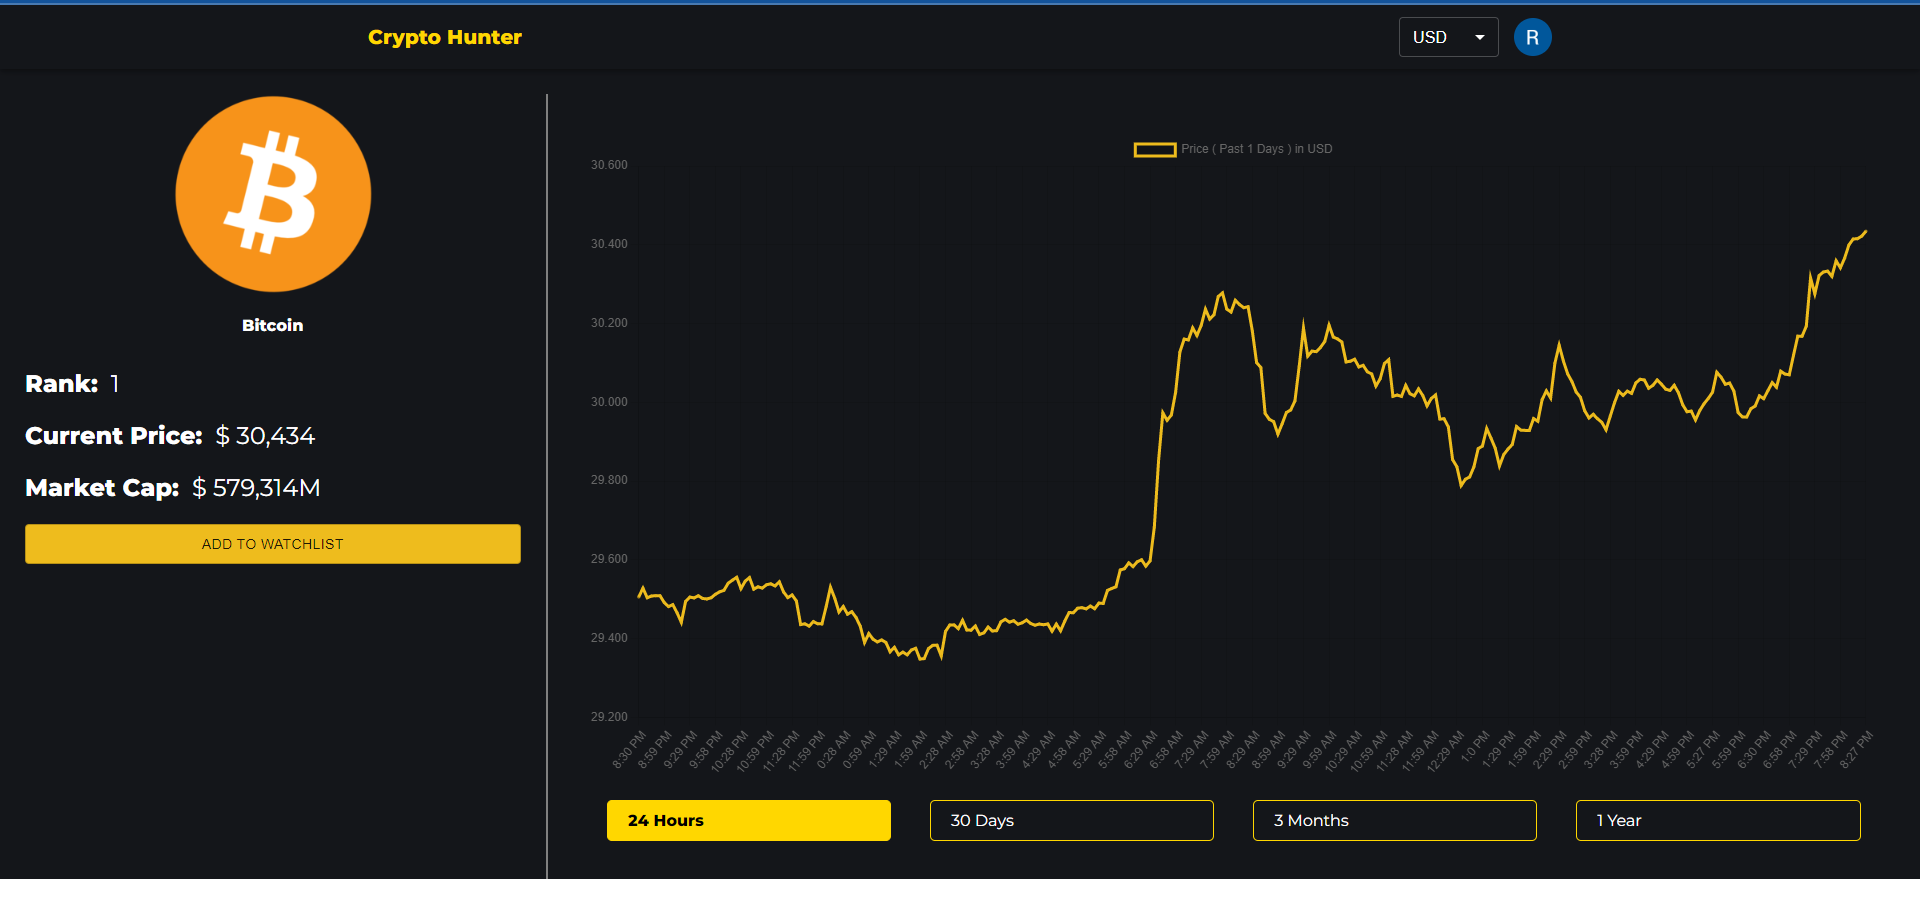 Crypto Hunter
USD
R
Bitcoin
Rank: 1
Current Price: $ 30,434
Market Cap: $ 579,314M
ADD TO WATCHLIST
Price ( Past 1 Days ) in USD
30.600
30.400
30.200
30.000
29.800
29.600
29.400
29.200
8:30 PM
8:59 PM
9:29 PM
9:58 PM
10:28 PM
10:59 PM
11:28 PM
11:59 PM
0:28 AM
0:59 AM
1:29 AM
1:59 AM
2:28 AM
2:58 AM
3:28 AM
3:59 AM
4:29 AM
4:58 AM
5:29 AM
5:58 AM
6:29 AM
6:58 AM
7:29 AM
7:59 AM
8:29 AM
8:59 AM
9:29 AM
9:59 AM
10:29 AM
10:59 AM
11:28 AM
11:59 AM
12:29 AM
1:0 PM
1:29 PM
1:59 PM
2:29 PM
2:59 PM
3:28 PM
3:59 PM
4:29 PM
4:59 PM
5:27 PM
5:59 PM
6:30 PM
6:58 PM
7:29 PM
7:58 PM
8:27 PM
24 Hours
30 Days
3 Months
1 Year